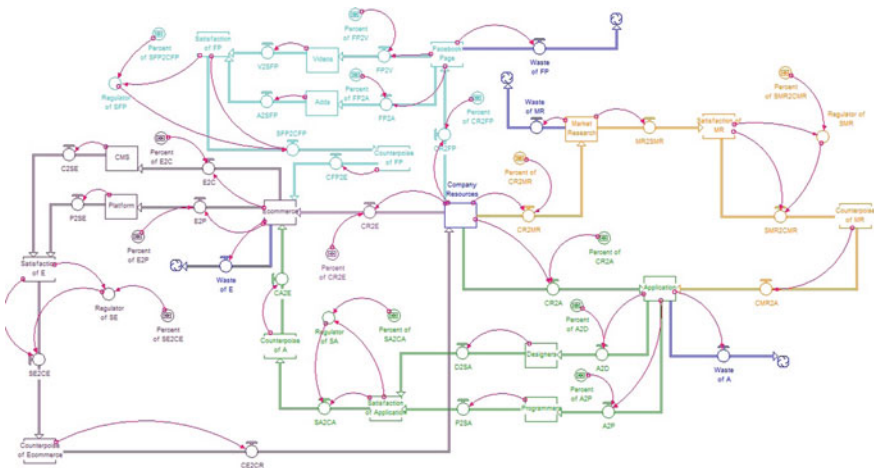 Percent
of SFP2CFP
Satisfaction
of FP
Percent
of FP2V
Facebook
Page
V2SFP
Videos
FP2V
Waste
of FP
Regulator
of SFP
Percent
of FP2A
A2SFP
Adds
FP2A
Waste
of MR
Market
Research
MR2SMR
Satisfaction
of MR
Percent
of SMR2CMR
Regulator of
SMR
SFP2CFP
Percent
of CR2FP
CR2FP
C2SE
CMS
Percent
of E2C
E2C
CFP2E
Counterpoise
of FP
Percent of
CR2MR
Company
Resources
P2SE
Platform
E2P
Ecommerce
CR2E
CR2MR
SMR2CMR
Counterpoise
of MR
Percent
of E2P
Percent
of CR2E
Percent of
CR2A
Satisfaction
of E
Waste
of E
CA2E
CR2A
Application
CMR2A
Regulator
of SE
Percent
of SE2CE
Regulator
of SA
Percent of
SA2CA
Percent
of A2D
SE2CE
Counterpoise
of A
D2SA
Designers
A2D
Waste
of A
Percent
of A2P
SA2CA
Satisfaction
of Application
P2SA
A2P
Counterpoise
of Ecommerce
CE2CR